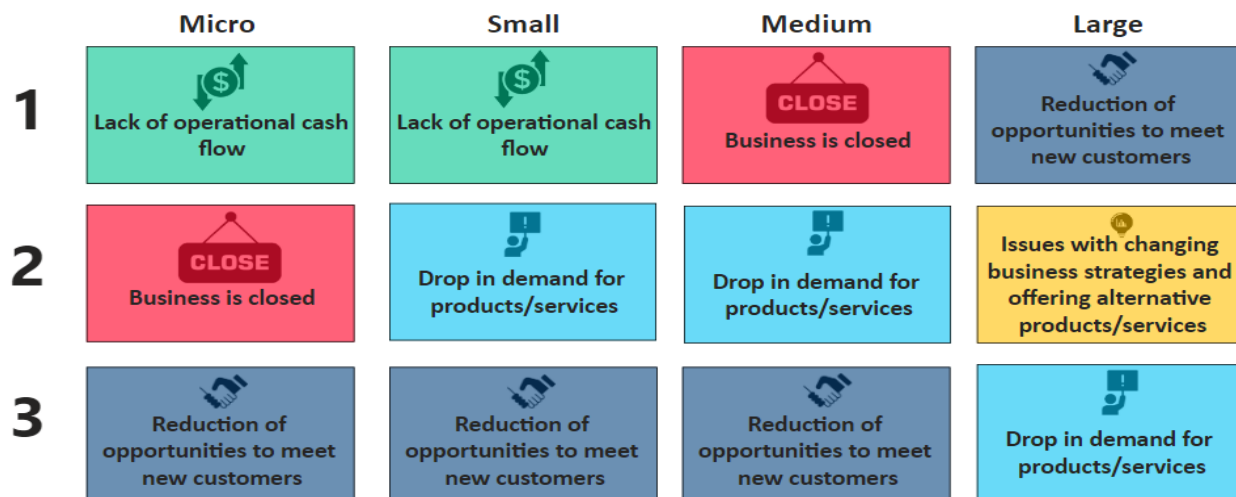 Micro
Small
Medium
Large
1
Lack of operational cash
flow
Lack of operational cash
flow
CLOSE
Business is closed
Reduction of
opportunities to meet
new customers
2
CLOSE
Business is closed
Drop in demand for
products/services
Drop in demand for
products/services
Issues with changing
business strategies and
offering alternative
products/services
3
Reduction of
opportunities to meet
new customers
Reduction of
opportunities to meet
new customers
Reduction of
opportunities to meet
new customers
Drop in demand for
products/services